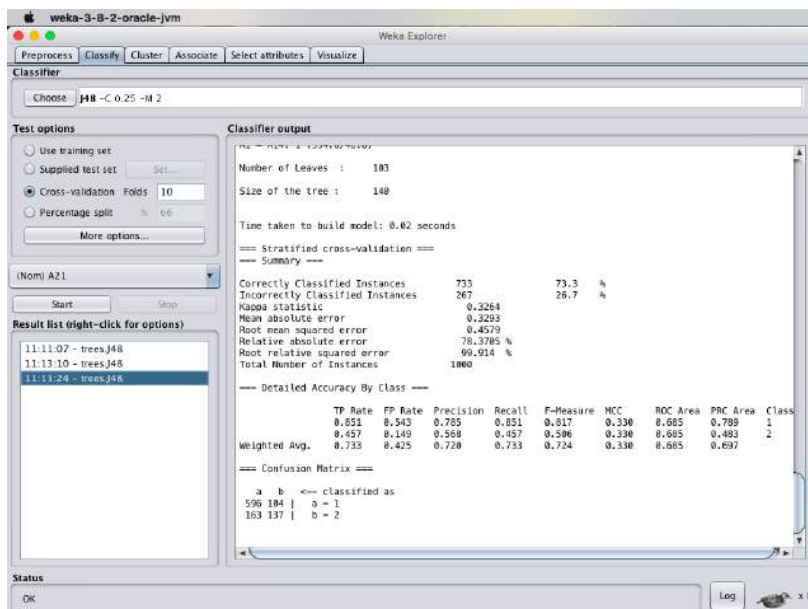 weka-3-8-2-oracle-jvm
Weka Explorer
Preprocess Classify Cluster Associate Select attributes Visualize
Classifier
Choose J48 -C 0.25 -M 2
Test options
Use training set
Supplied test set Set...
Cross-validation Folds 10
Percentage split % 66
More options...
(Nom) A21
Start Stop
Result list (right-click for options)
11:11:07 - trees.J48
11:13:10 - trees.J48
11:13:24 - trees.J48
Classifier output
Number of Leaves : 103
Size of the tree : 140
Time taken to build model: 0.02 seconds
=== Stratified cross-validation ===
=== Summary ===
Correctly Classified Instances 733 73.3 %
Incorrectly Classified Instances 267 26.7 %
Kappa statistic 0.3264
Mean absolute error 0.3293
Root mean squared error 0.4579
Relative absolute error 78.3705 %
Root relative squared error 99.914 %
Total Number of Instances 1000
=== Detailed Accuracy By Class ===
TP Rate FP Rate Precision Recall F-Measure MCC ROC Area PRC Area Class
0.851 0.543 0.785 0.851 0.817 0.330 0.685 0.789 1
0.457 0.149 0.568 0.457 0.506 0.330 0.685 0.483 2
Weighted Avg. 0.733 0.425 0.720 0.733 0.724 0.330 0.685 0.697
=== Confusion Matrix ===
a b <-- classified as
596 104 | a = 1
163 137 | b = 2
Status
OK
Log
x